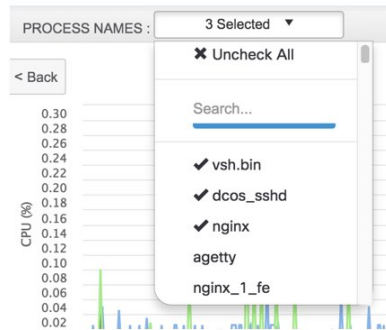 PROCESS NAMES : 3 Selected ▼
✖ Uncheck All
< Back
Search...
0.30
0.28
0.26
0.24
0.22
0.20
0.18
0.16
0.14
0.12
0.10
0.08
0.06
0.04
0.02
CPU (%)
✔ vsh.bin
✔ dcos_sshd
✔ nginx
agetty
nginx_1_fe